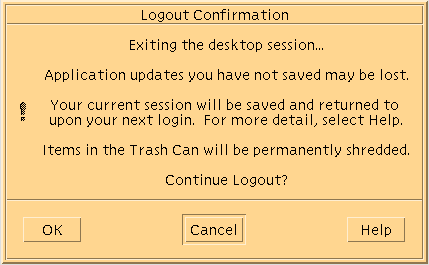 Logout Confirmation
Exiting the desktop session...
Application updates you have not saved may be lost.
Your current session will be saved and returned to
upon your next login.  For more detail, select Help.
Items in the Trash Can will be permanently shredded.
Continue Logout?
OK
Cancel
Help